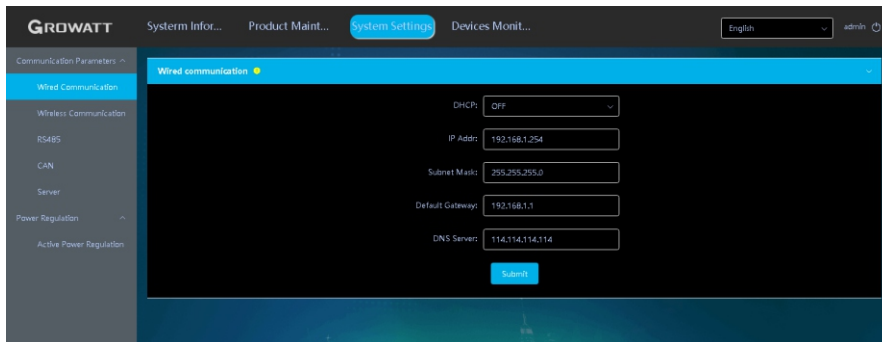 GROWATT
Systerm Infor...
Product Maint...
System Settings
Devices Monit...
English
admin
Communication Parameters
Wired Communication
Wireless Communication
RS485
CAN
Server
Power Regulation
Active Power Regulation
Wired communication
DHCP: OFF
IP Addr: 192.168.1.254
Subnet Mask: 255.255.255.0
Default Gateway: 192.168.1.1
DNS Server: 114.114.114.114
Submit